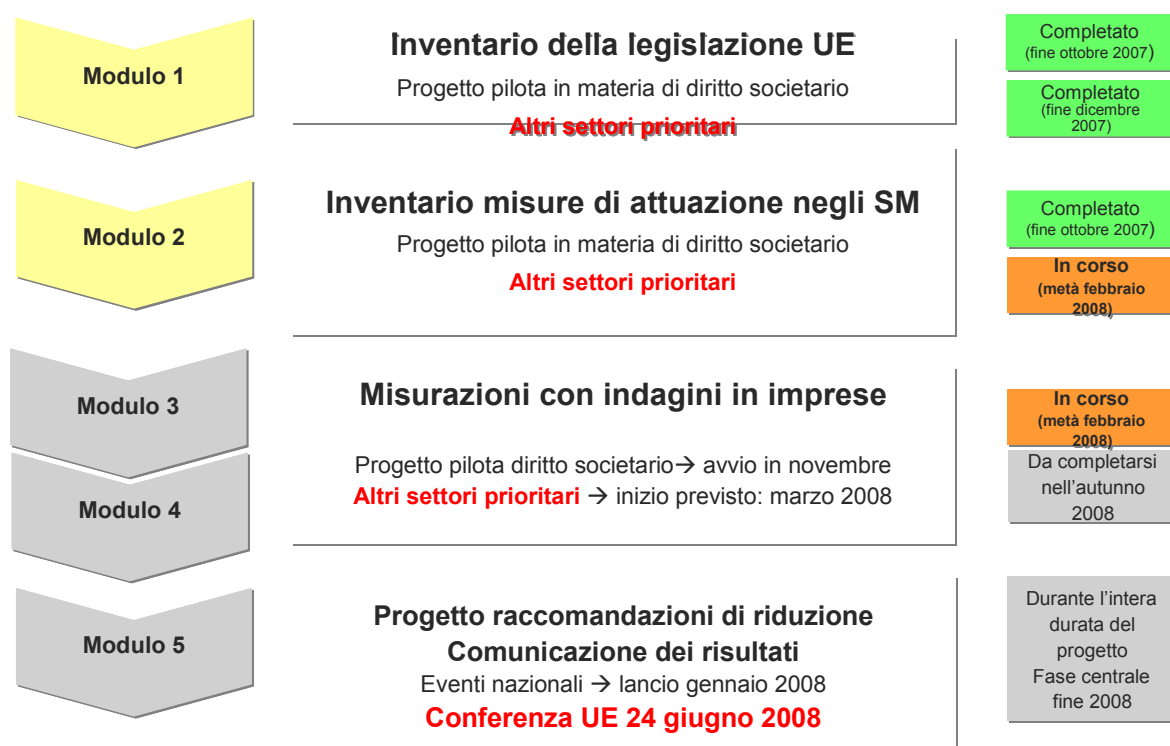 Modulo 1
Inventario della legislazione UE
Progetto pilota in materia di diritto societario
Altri settori prioritari
Completato
(fine ottobre 2007)
Completato
(fine dicembre
2007)
Modulo 2
Inventario misure di attuazione negli SM
Progetto pilota in materia di diritto societario
Altri settori prioritari
Completato
(fine ottobre 2007)
In corso
(metà febbraio
2008)
Modulo 3
Modulo 4
Misurazioni con indagini in imprese
Progetto pilota diritto societario→ avvio in novembre
Altri settori prioritari → inizio previsto: marzo 2008
In corso
(metà febbraio
2008)
Da completarsi
nell'autunno
2008
Modulo 5
Progetto raccomandazioni di riduzione
Comunicazione dei risultati
Eventi nazionali → lancio gennaio 2008
Conferenza UE 24 giugno 2008
Durante l'intera
durata del
progetto
Fase centrale
fine 2008